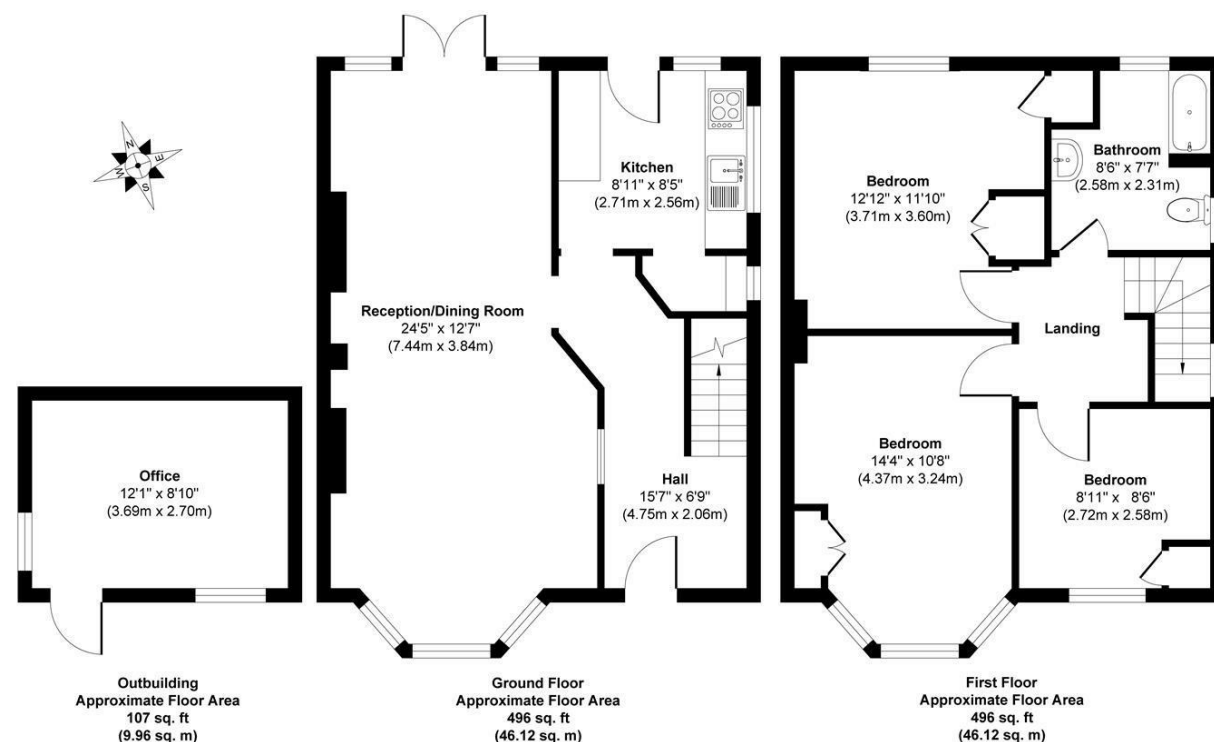 N
E
S
W
Kitchen
8'11" x 8'5"
(2.71m x 2.56m)
Reception/Dining Room
24'5" x 12'7"
(7.44m x 3.84m)
Office
12'1" x 8'10"
(3.69m x 2.70m)
Hall
15'7" x 6'9"
(4.75m x 2.06m)
Bedroom
12'12" x 11'10"
(3.71m x 3.60m)
Bathroom
8'6" x 7'7"
(2.58m x 2.31m)
Landing
Bedroom
14'4" x 10'8"
(4.37m x 3.24m)
Bedroom
8'11" x 8'6"
(2.72m x 2.58m)
Outbuilding
Approximate Floor Area
107 sq. ft
(9.96 sq. m)
Ground Floor
Approximate Floor Area
496 sq. ft
(46.12 sq. m)
First Floor
Approximate Floor Area
496 sq. ft
(46.12 sq. m)